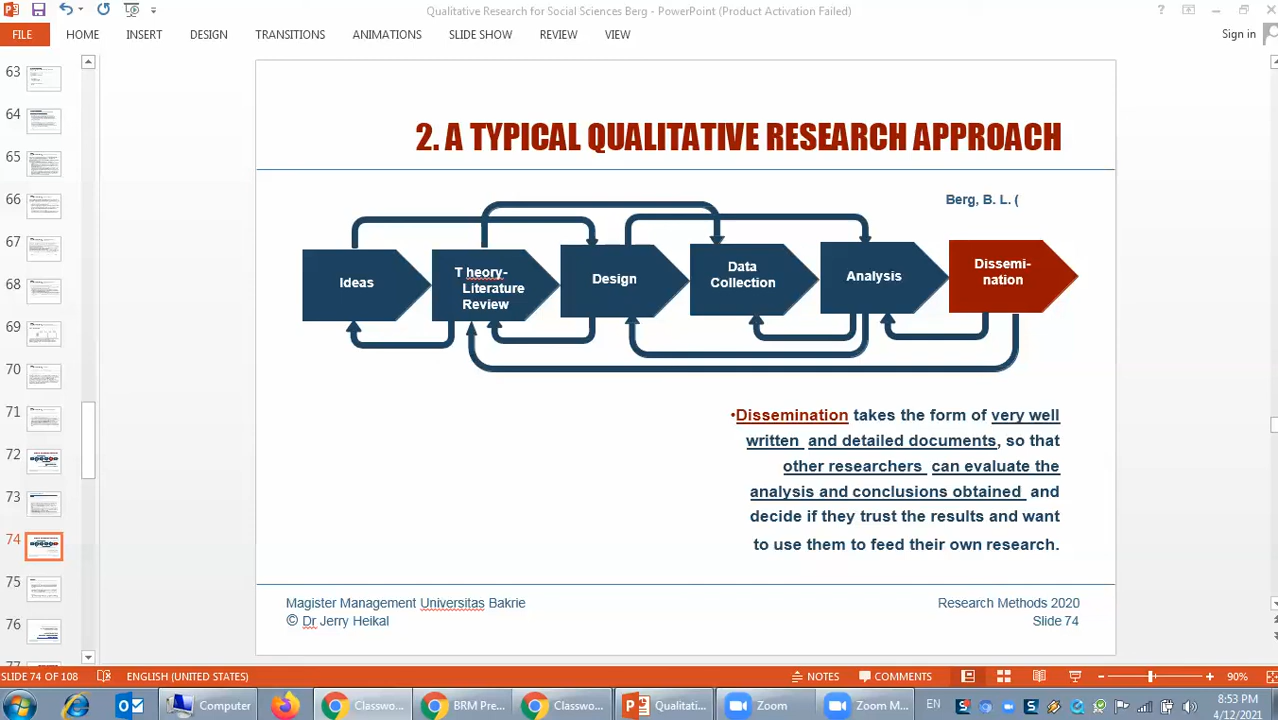 Qualitative Research for Social Sciences Berg - PowerPoint (Product Activation Failed)
FILE HOME INSERT DESIGN TRANSITIONS ANIMATIONS SLIDE SHOW REVIEW VIEW Sign in
63
64
65
66
67
68
69
70
71
72
73
74
75
76
77
2. A TYPICAL QUALITATIVE RESEARCH APPROACH
Berg, B. L. (
Ideas
T heory-
Literature
Review
Design
Data
Collection
Analysis
Dissemi-
nation
•Dissemination takes the form of very well
written and detailed documents, so that
other researchers can evaluate the
analysis and conclusions obtained and
decide if they trust the results and want
to use them to feed their own research.
Magister Management Universitas Bakrie
© Dr Jerry Heikal
Research Methods 2020
Slide 74
SLIDE 74 OF 108 ENGLISH (UNITED STATES) NOTES COMMENTS 90%
Computer Classwo... BRM Pre... Classwo... Qualitati... Zoom Zoom M... EN 8:53 PM
4/12/2021